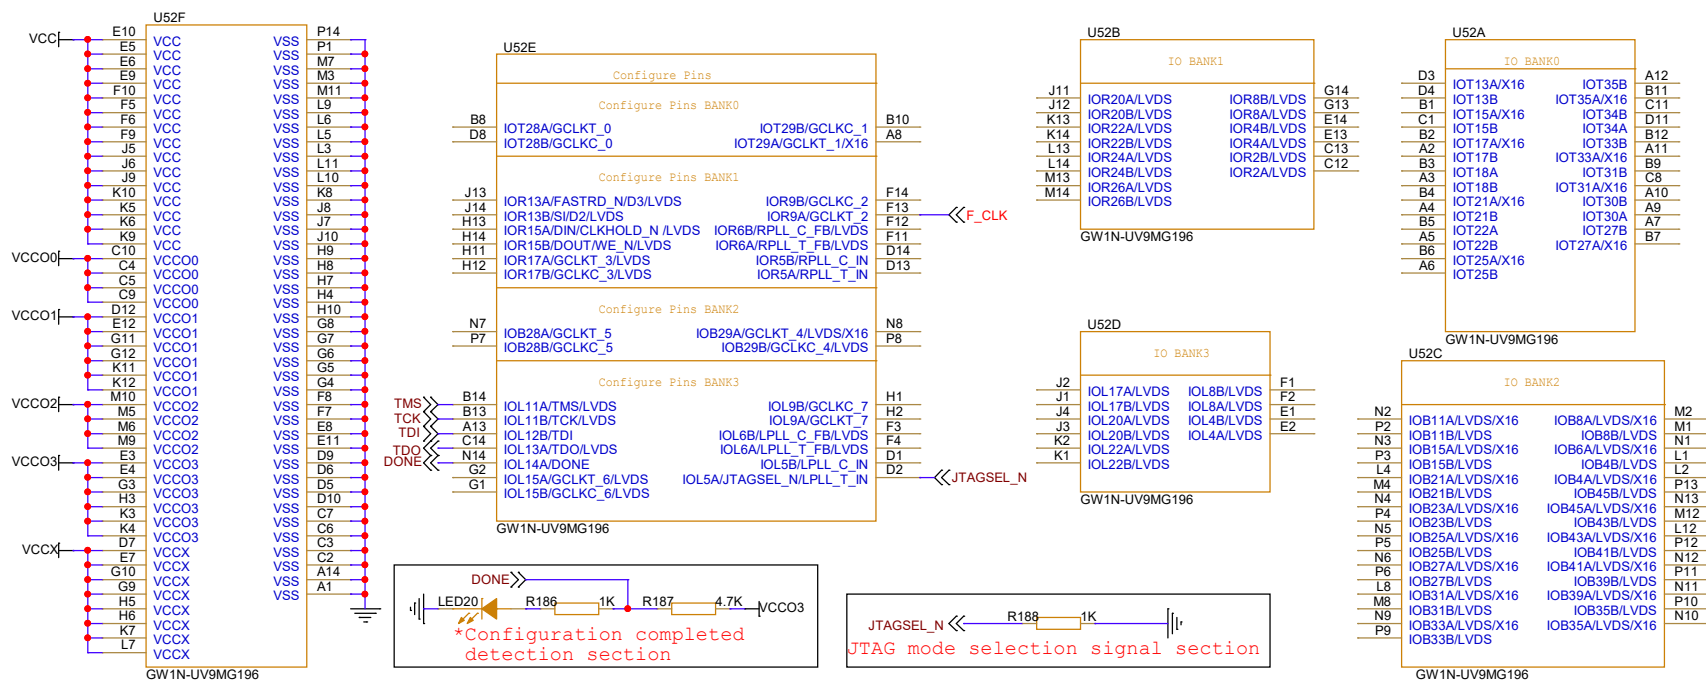 U52F
VCC
E10 VCC VSS P14
E5 VCC VSS P1
E6 VCC VSS M7
E9 VCC VSS M3
F10 VCC VSS M11
F5 VCC VSS L9
F6 VCC VSS L6
F9 VCC VSS L5
J5 VCC VSS L3
J6 VCC VSS L11
J9 VCC VSS L10
K10 VCC VSS K8
K5 VCC VSS J8
K6 VCC VSS J7
K9 VCC VSS J10
VCCO0
C10 VCCO0 VSS H9
C4 VCCO0 VSS H8
C5 VCCO0 VSS H7
C9 VCCO0 VSS H4
VCCO1
D12 VCCO1 VSS H10
E12 VCCO1 VSS G8
G11 VCCO1 VSS G7
G12 VCCO1 VSS G6
K11 VCCO1 VSS G5
K12 VCCO1 VSS G4
VCCO2
M10 VCCO2 VSS F8
M5 VCCO2 VSS F7
M6 VCCO2 VSS E8
M9 VCCO2 VSS E11
VCCO3
E3 VCCO3 VSS D9
E4 VCCO3 VSS D6
G3 VCCO3 VSS D5
H3 VCCO3 VSS D10
K3 VCCO3 VSS C7
K4 VCCO3 VSS C6
VCCX
D7 VCCX VSS C3
E7 VCCX VSS C2
G10 VCCX VSS A14
G9 VCCX VSS A1
H5 VCCX
H6 VCCX
K7 VCCX
L7 VCCX
GW1N-UV9MG196
U52E
Configure Pins
Configure Pins BANK0
B8 IOT28A/GCLKT_0 IOT29B/GCLKC_1 B10
D8 IOT28B/GCLKC_0 IOT29A/GCLKT_1/X16 A8
Configure Pins BANK1
J13 IOR13A/FASTRD_N/D3/LVDS IOR9B/GCLKC_2 F14
J14 IOR13B/SI/D2/LVDS IOR9A/GCLKT_2 F13 F_CLK
H13 IOR15A/DIN/CLKHOLD_N /LVDS IOR6B/RPLL_C_FB/LVDS F12
H14 IOR15B/DOUT/WE_N/LVDS IOR6A/RPLL_T_FB/LVDS F11
H11 IOR17A/GCLKT_3/LVDS IOR5B/RPLL_C_IN D14
H12 IOR17B/GCLKC_3/LVDS IOR5A/RPLL_T_IN D13
Configure Pins BANK2
N7 IOB28A/GCLKT_5 IOB29A/GCLKT_4/LVDS/X16 N8
P7 IOB28B/GCLKC_5 IOB29B/GCLKC_4/LVDS P8
Configure Pins BANK3
TMS B14 IOL11A/TMS/LVDS IOL9B/GCLKC_7 H1
TCK B13 IOL11B/TCK/LVDS IOL9A/GCLKT_7 H2
TDI A13 IOL12B/TDI IOL6B/LPLL_C_FB/LVDS F3
TDO C14 IOL13A/TDO/LVDS IOL6A/LPLL_T_FB/LVDS F4
DONE N14 IOL14A/DONE IOL5B/LPLL_C_IN D1
G2 IOL15A/GCLKT_6/LVDS IOL5A/JTAGSEL_N/LPLL_T_IN D2 JTAGSEL_N
G1 IOL15B/GCLKC_6/LVDS
GW1N-UV9MG196
DONE
LED20 R186 1K R187 4.7K VCCO3
*Configuration completed
detection section
U52B
IO BANK1
J11 IOR20A/LVDS IOR8B/LVDS G14
J12 IOR20B/LVDS IOR8A/LVDS G13
K13 IOR22A/LVDS IOR4B/LVDS E14
K14 IOR22B/LVDS IOR4A/LVDS E13
L13 IOR24A/LVDS IOR2B/LVDS C13
L14 IOR24B/LVDS IOR2A/LVDS C12
M13 IOR26A/LVDS
M14 IOR26B/LVDS
GW1N-UV9MG196
U52D
IO BANK3
J2 IOL17A/LVDS IOL8B/LVDS F1
J1 IOL17B/LVDS IOL8A/LVDS F2
J4 IOL20A/LVDS IOL4B/LVDS E1
J3 IOL20B/LVDS IOL4A/LVDS E2
K2 IOL22A/LVDS
K1 IOL22B/LVDS
GW1N-UV9MG196
JTAGSEL_N R188 1K
JTAG mode selection signal section
U52A
IO BANK0
D3 IOT13A/X16 IOT35B A12
D4 IOT13B IOT35A/X16 B11
B1 IOT15A/X16 IOT34B C11
C1 IOT15B IOT34A D11
B2 IOT17A/X16 IOT33B B12
A2 IOT17B IOT33A/X16 A11
B3 IOT18A IOT31B B9
A3 IOT18B IOT31A/X16 C8
B4 IOT21A/X16 IOT30B A10
A4 IOT21B IOT30A A9
B5 IOT22A IOT27B A7
A5 IOT22B IOT27A/X16 B7
B6 IOT25A/X16
A6 IOT25B
GW1N-UV9MG196
U52C
IO BANK2
N2 IOB11A/LVDS/X16 IOB8A/LVDS/X16 M2
P2 IOB11B/LVDS IOB8B/LVDS M1
N3 IOB15A/LVDS/X16 IOB6A/LVDS/X16 N1
P3 IOB15B/LVDS IOB4B/LVDS L1
L4 IOB21A/LVDS/X16 IOB4A/LVDS/X16 L2
M4 IOB21B/LVDS IOB45B/LVDS P13
N4 IOB23A/LVDS/X16 IOB45A/LVDS/X16 N13
P4 IOB23B/LVDS IOB43B/LVDS M12
N5 IOB25A/LVDS/X16 IOB43A/LVDS/X16 L12
P5 IOB25B/LVDS IOB41B/LVDS P12
N6 IOB27A/LVDS/X16 IOB41A/LVDS/X16 N12
P6 IOB27B/LVDS IOB39B/LVDS P11
L8 IOB31A/LVDS/X16 IOB39A/LVDS/X16 N11
M8 IOB31B/LVDS IOB35B/LVDS P10
N9 IOB33A/LVDS/X16 IOB35A/LVDS/X16 N10
P9 IOB33B/LVDS
GW1N-UV9MG196